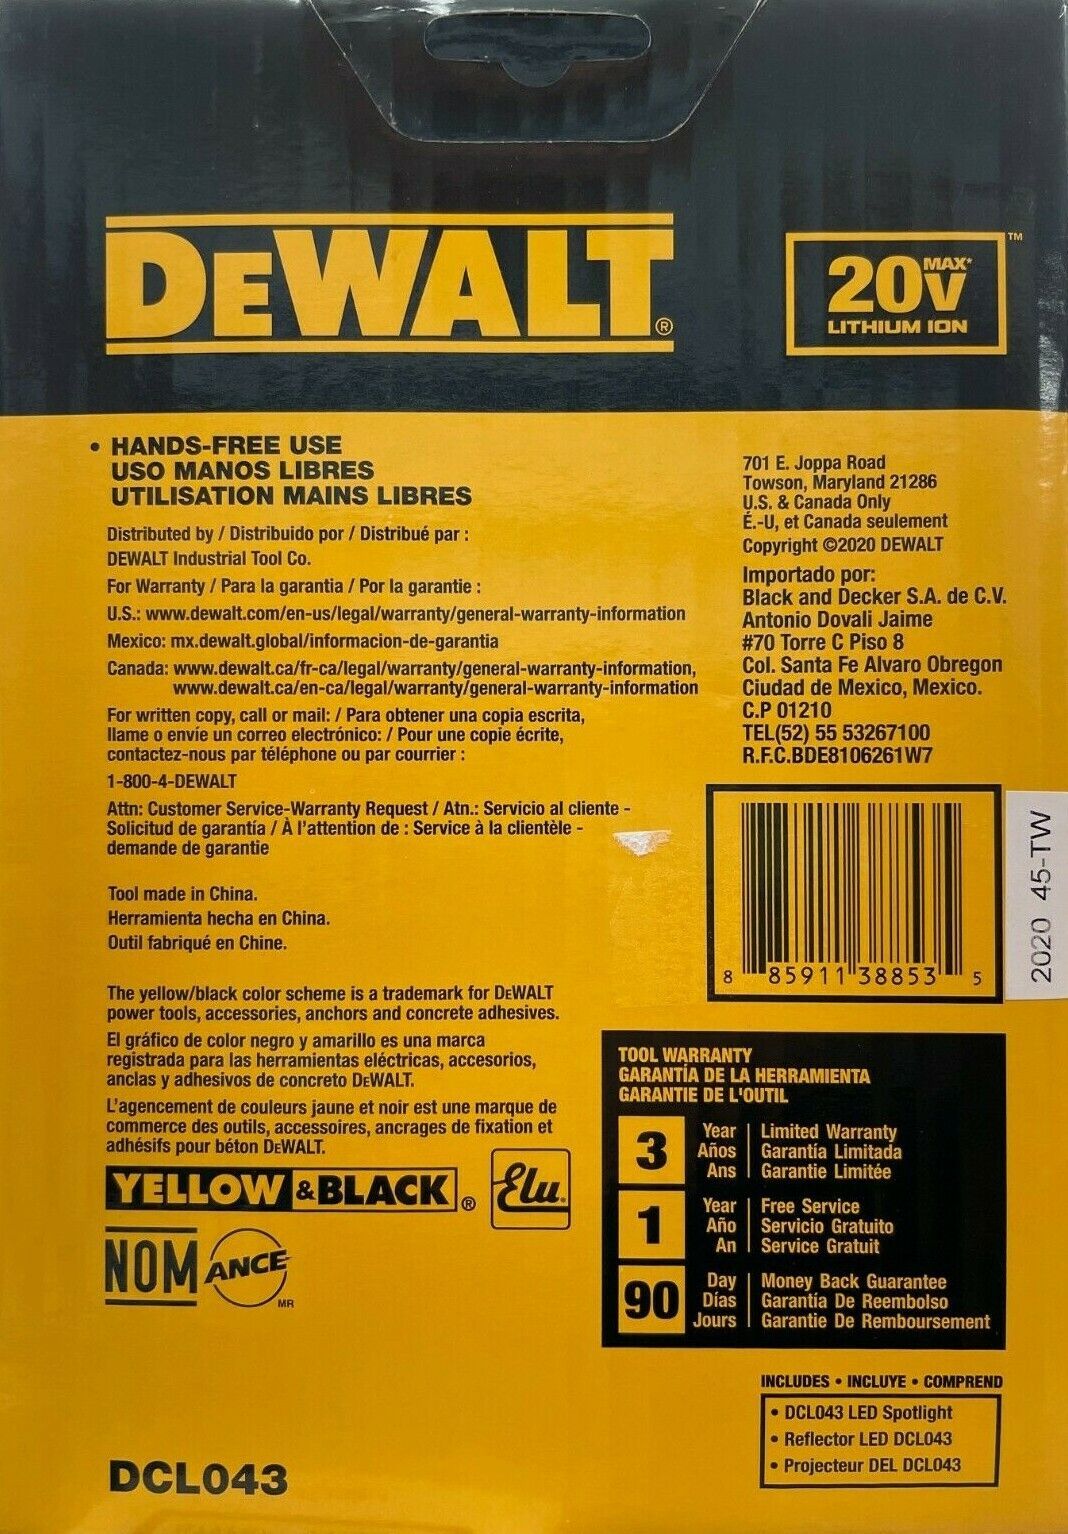 DEWALT®
20V MAX* ™
LITHIUM ION
• HANDS-FREE USE
USO MANOS LIBRES
UTILISATION MAINS LIBRES
Distributed by / Distribuido por / Distribué par :
DEWALT Industrial Tool Co.
For Warranty / Para la garantia / Por la garantie :
U.S.: www.dewalt.com/en-us/legal/warranty/general-warranty-information
Mexico: mx.dewalt.global/informacion-de-garantia
Canada: www.dewalt.ca/fr-ca/legal/warranty/general-warranty-information,
www.dewalt.ca/en-ca/legal/warranty/general-warranty-information
For written copy, call or mail: / Para obtener una copia escrita,
llame o envíe un correo electrónico: / Pour une copie écrite,
contactez-nous par téléphone ou par courrier :
1-800-4-DEWALT
Attn: Customer Service-Warranty Request / Atn.: Servicio al cliente -
Solicitud de garantía / À l'attention de : Service à la clientèle -
demande de garantie
Tool made in China.
Herramienta hecha en China.
Outil fabriqué en Chine.
The yellow/black color scheme is a trademark for DEWALT
power tools, accessories, anchors and concrete adhesives.
El gráfico de color negro y amarillo es una marca
registrada para las herramientas eléctricas, accesorios,
anclas y adhesivos de concreto DEWALT.
L'agencement de couleurs jaune et noir est une marque de
commerce des outils, accessoires, ancrages de fixation et
adhésifs pour béton DEWALT.
YELLOW & BLACK®
Elu®
NOM
ANCE MR
DCL043
701 E. Joppa Road
Towson, Maryland 21286
U.S. & Canada Only
É.-U, et Canada seulement
Copyright ©2020 DEWALT
Importado por:
Black and Decker S.A. de C.V.
Antonio Dovali Jaime
#70 Torre C Piso 8
Col. Santa Fe Alvaro Obregon
Ciudad de Mexico, Mexico.
C.P 01210
TEL(52) 55 53267100
R.F.C.BDE8106261W7
8 85911 38853 5
2020 45-TW
TOOL WARRANTY
GARANTÍA DE LA HERRAMIENTA
GARANTIE DE L'OUTIL
3
Year | Limited Warranty
Años | Garantía Limitada
Ans | Garantie Limitée
1
Year | Free Service
Año | Servicio Gratuito
An | Service Gratuit
90
Day | Money Back Guarantee
Días | Garantía De Reembolso
Jours | Garantie De Remboursement
INCLUDES • INCLUYE • COMPREND
• DCL043 LED Spotlight
• Reflector LED DCL043
• Projecteur DEL DCL043